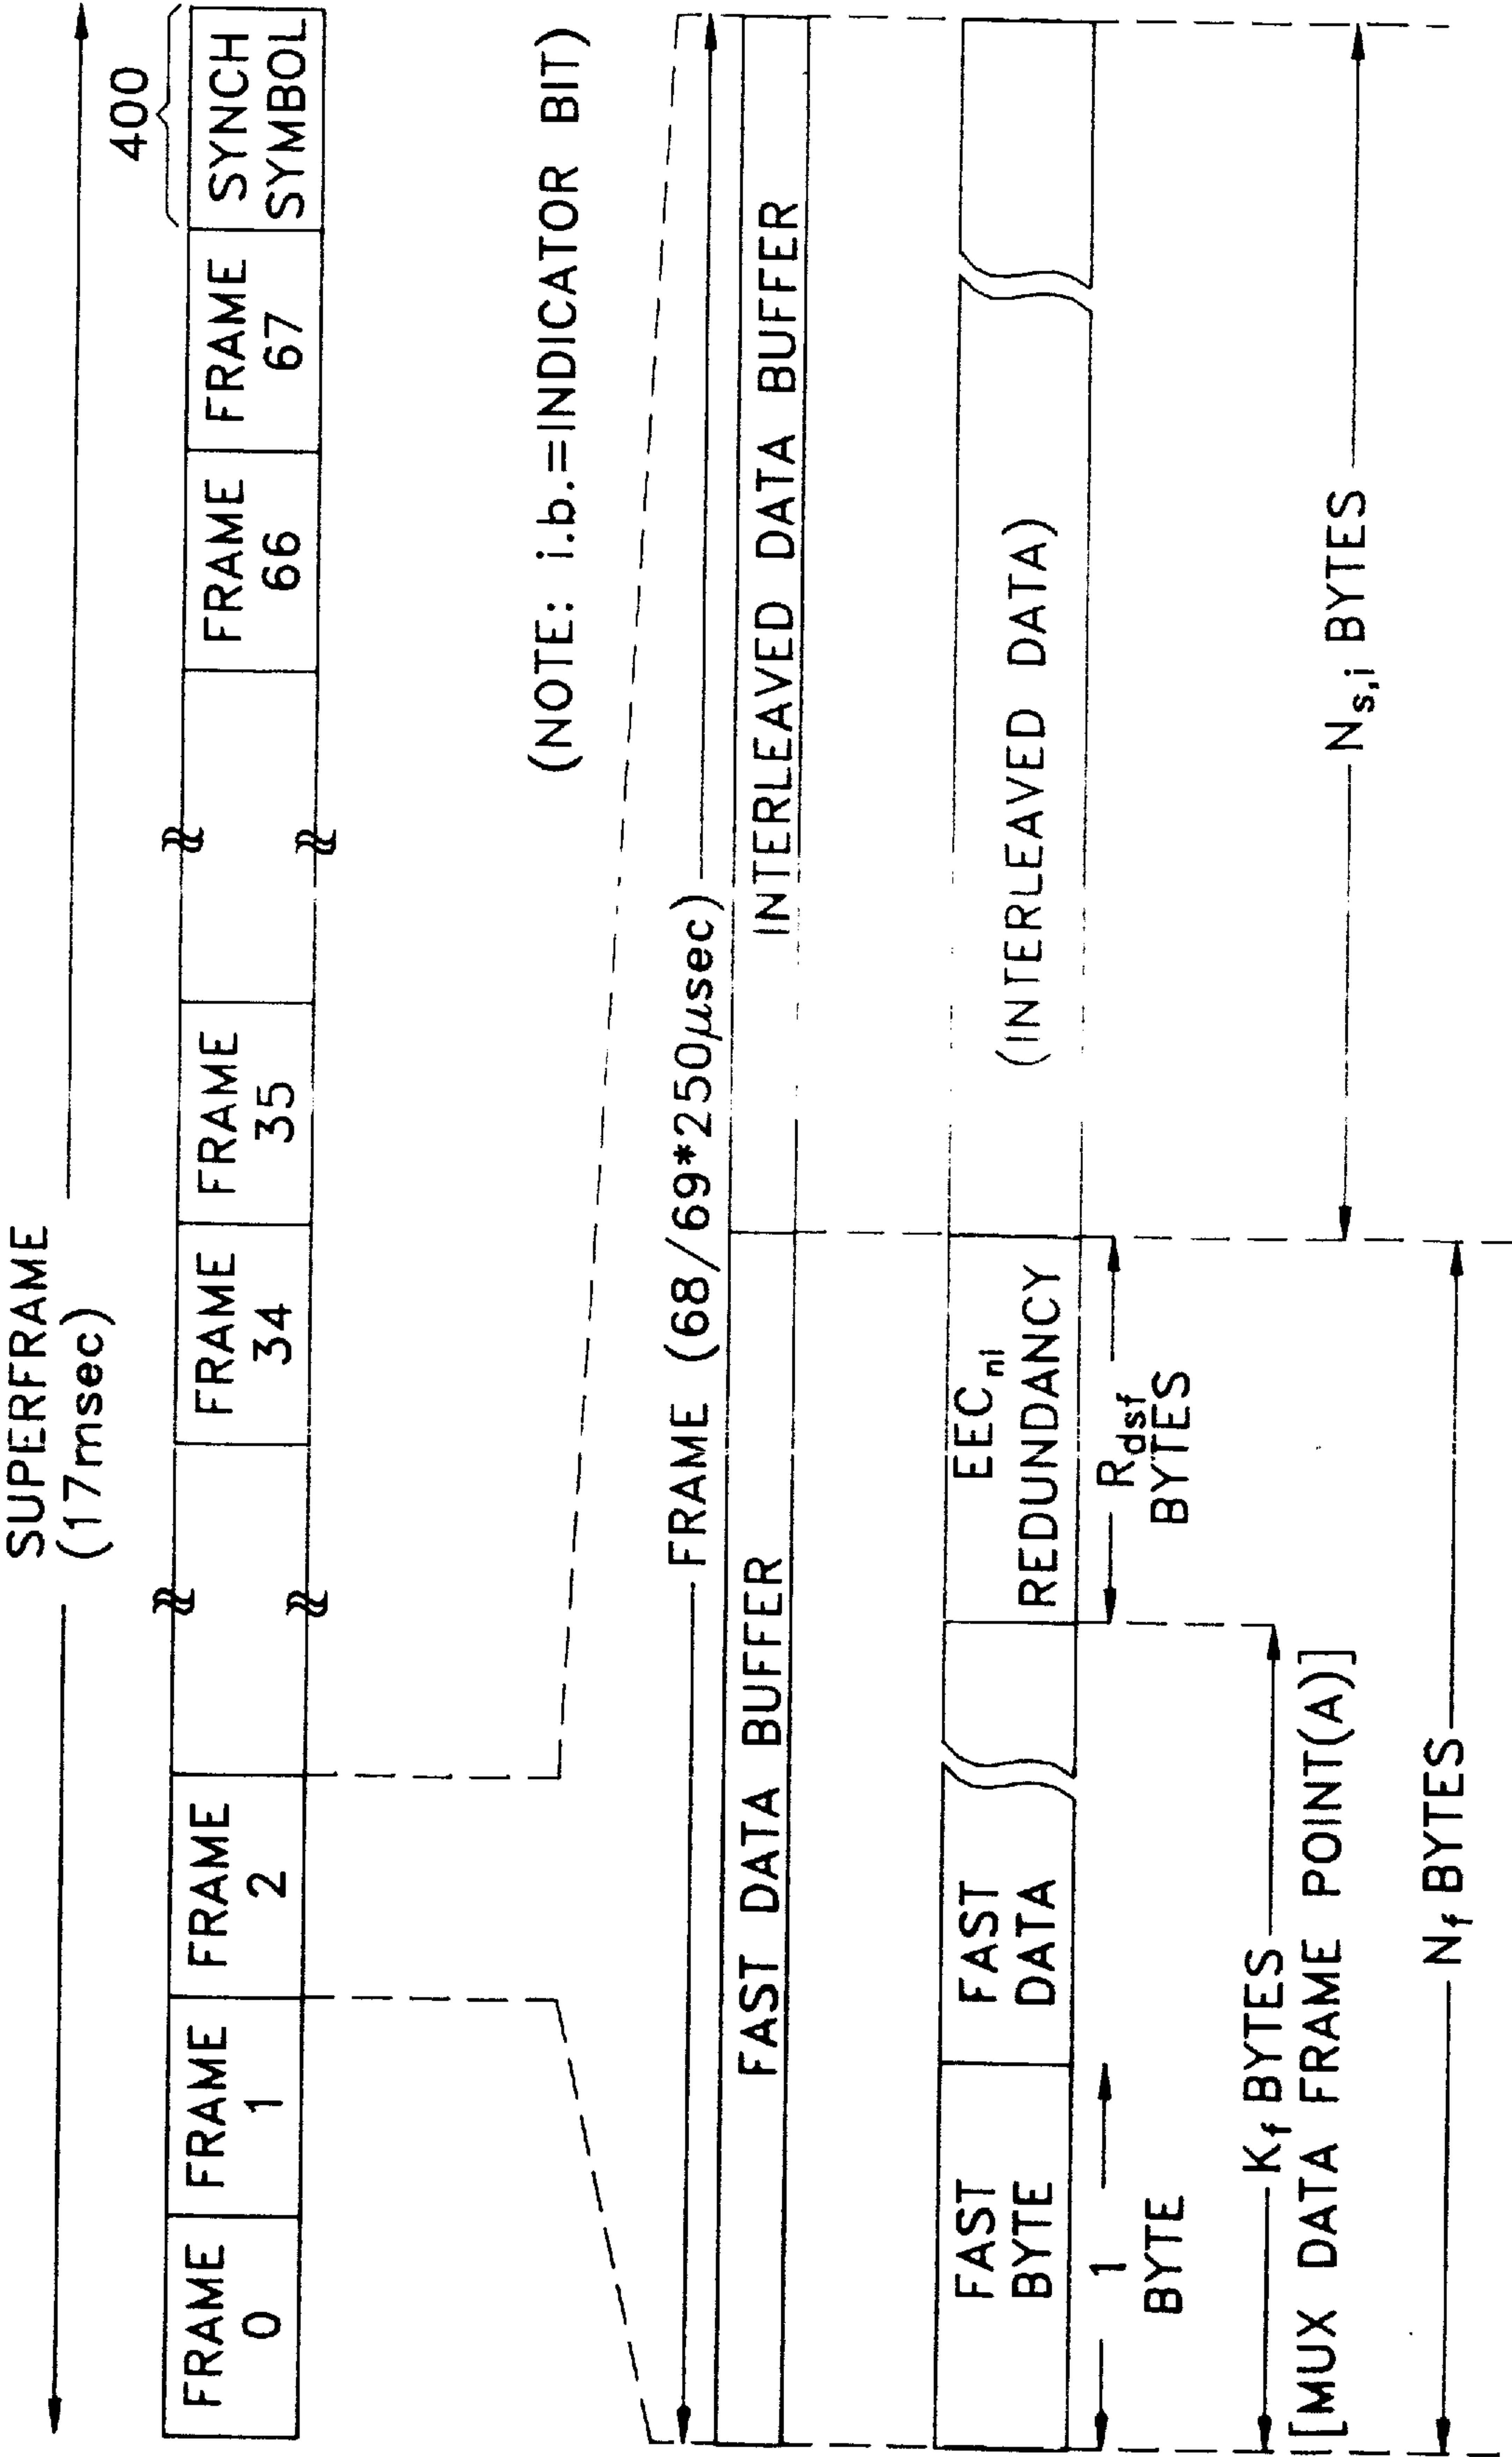 SUPERFRAME
(17msec)
400
FRAME
0
FRAME
1
FRAME
2
FRAME
34
FRAME
35
FRAME
66
FRAME
67
SYNCH
SYMBOL
(NOTE: i.b.=INDICATOR BIT)
FRAME (68/69*250μsec)
FAST DATA BUFFER
INTERLEAVED DATA BUFFER
FAST
BYTE
FAST
DATA
EEC_ni
REDUNDANCY
(INTERLEAVED DATA)
1
BYTE
R_dsf
BYTES
K_f BYTES
[MUX DATA FRAME POINT(A)]
N_s,i BYTES
N_f BYTES